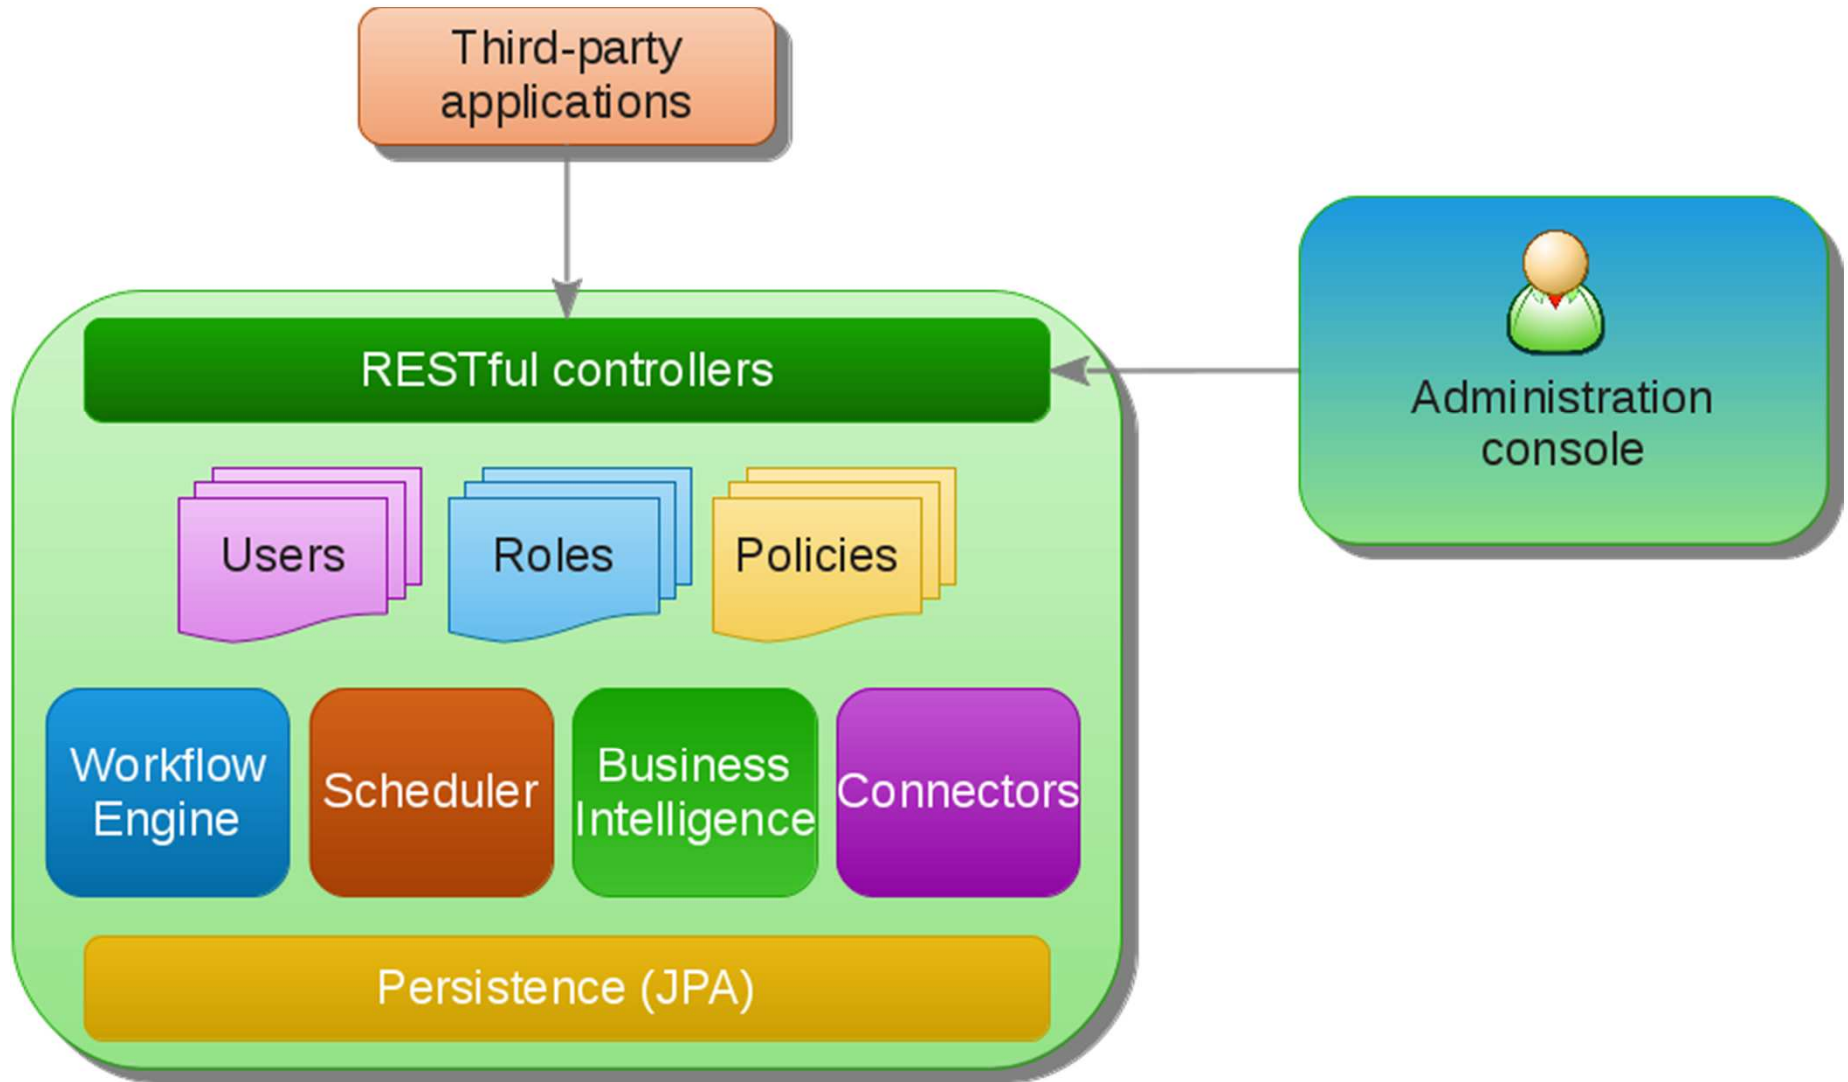 Third-party
applications
RESTful controllers
Administration
console
Users
Roles
Policies
Workflow
Engine
Scheduler
Business
Intelligence
Connectors
Persistence (JPA)